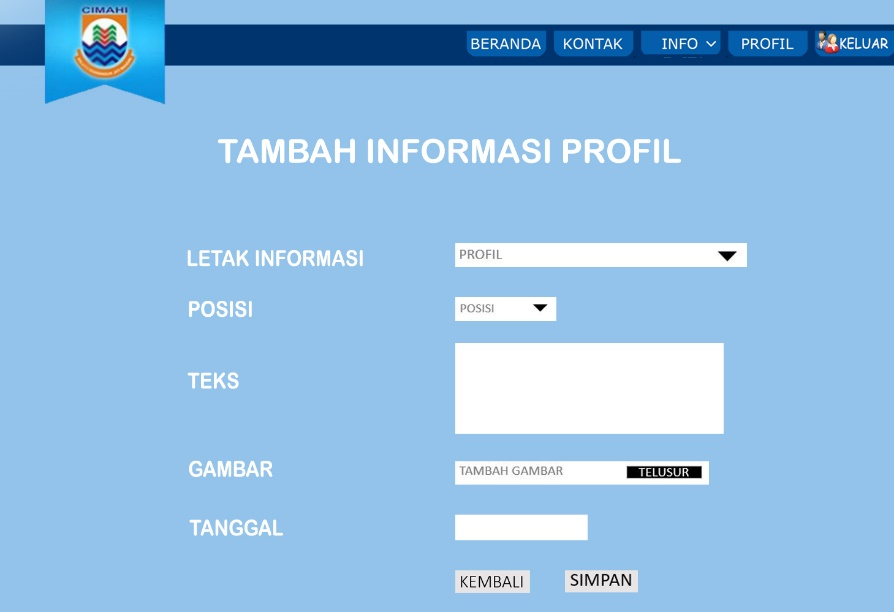 CIMAHI
BERANDA KONTAK INFO PROFIL KELUAR
TAMBAH INFORMASI PROFIL
LETAK INFORMASI PROFIL
POSISI POSISI
TEKS
GAMBAR TAMBAH GAMBAR TELUSUR
TANGGAL
KEMBALI SIMPAN